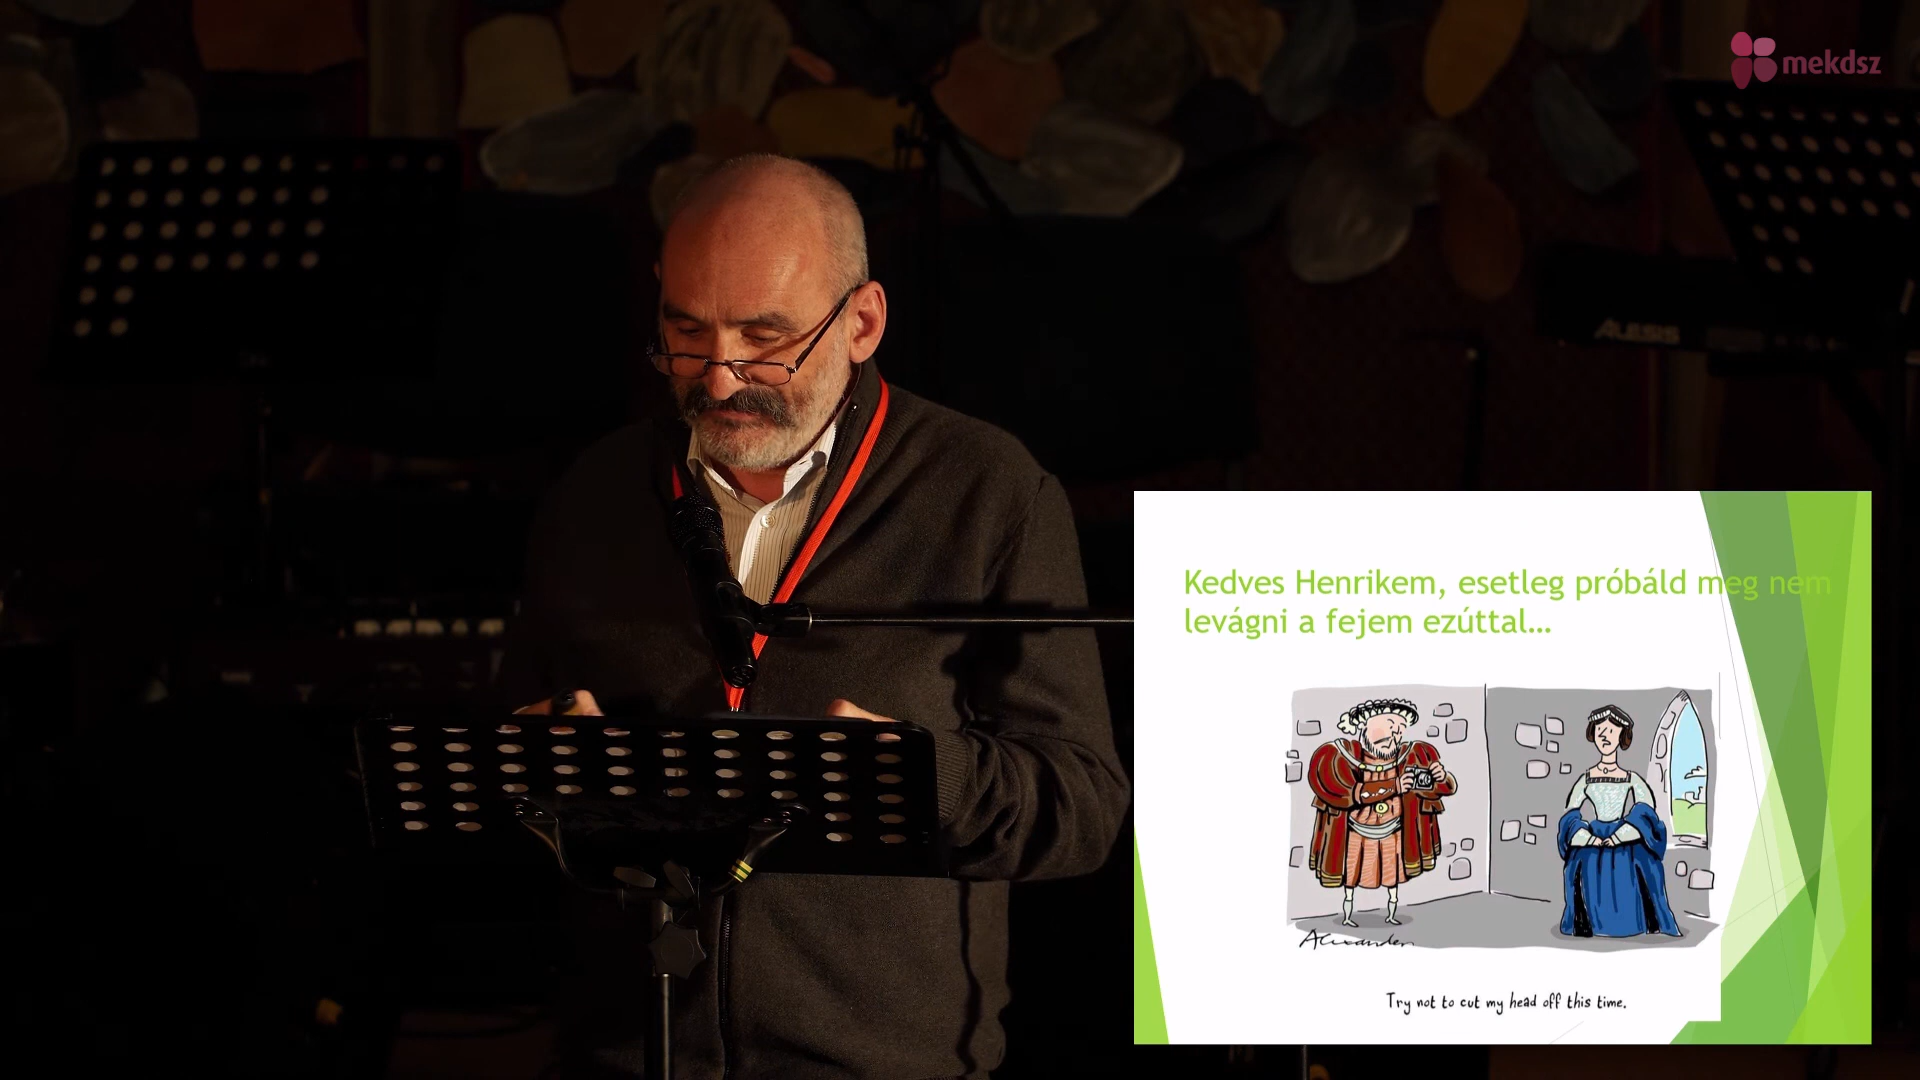 mekdsz
ALESIS
Kedves Henrikem, esetleg próbáld meg nem
levágni a fejem ezúttal...
Alexander
Try not to cut my head off this time.